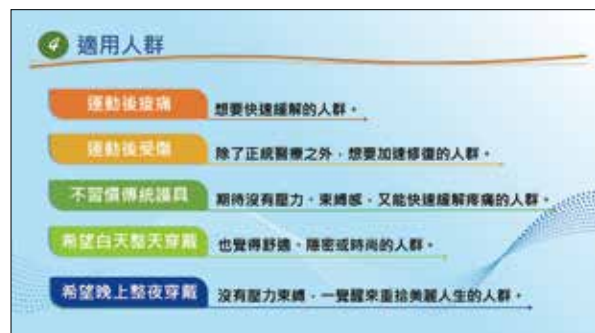 4 適用人群
運動後痠痛 想要快速緩解的人群。
運動後受傷 除了正統醫療之外，想要加速修復的人群。
不習慣傳統護具 期待沒有壓力、束縛感，又能快速緩解疼痛的人群。
希望白天整天穿戴 也覺得舒適、隱密或時尚的人群。
希望晚上整夜穿戴 沒有壓力束縛，一覺醒來重拾美麗人生的人群。